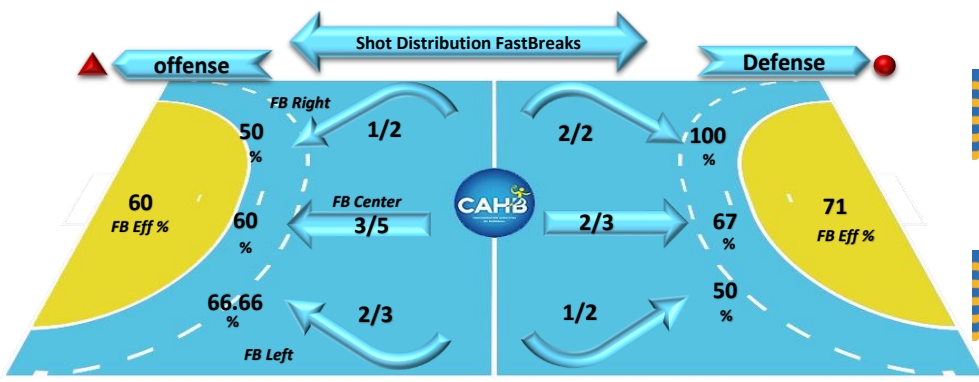 Shot Distribution FastBreaks
offense
Defense
FB Right
50
%
1/2
2/2
100
%
60
FB Eff %
60
%
FB Center
3/5
CAHB
2/3
67
%
71
FB Eff %
66.66
%
2/3
1/2
50
%
FB Left